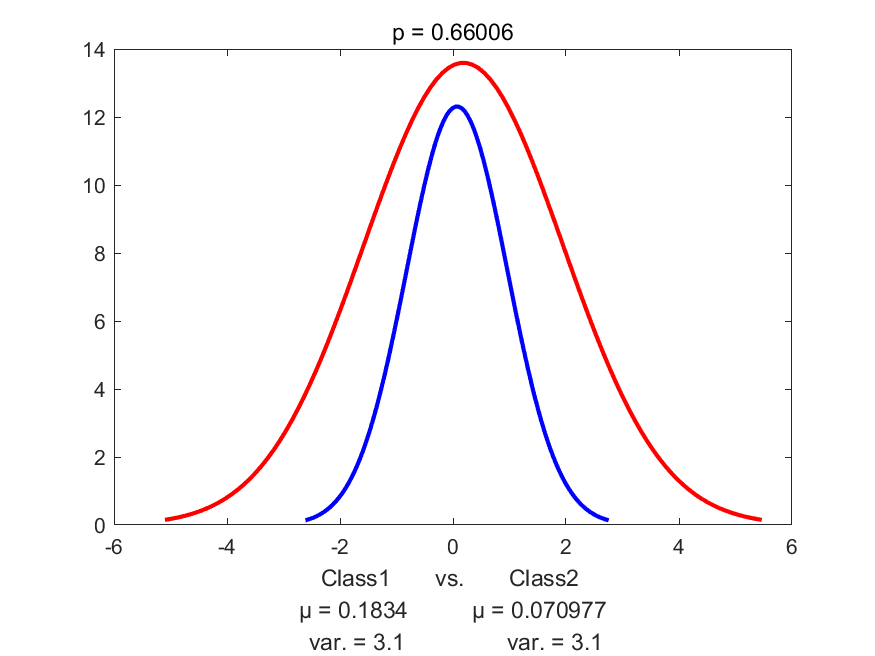 p = 0.66006
14
12
10
8
6
4
2
0
-6 -4 -2 0 2 4 6
Class1 vs. Class2
μ = 0.1834 μ = 0.070977
var. = 3.1 var. = 3.1